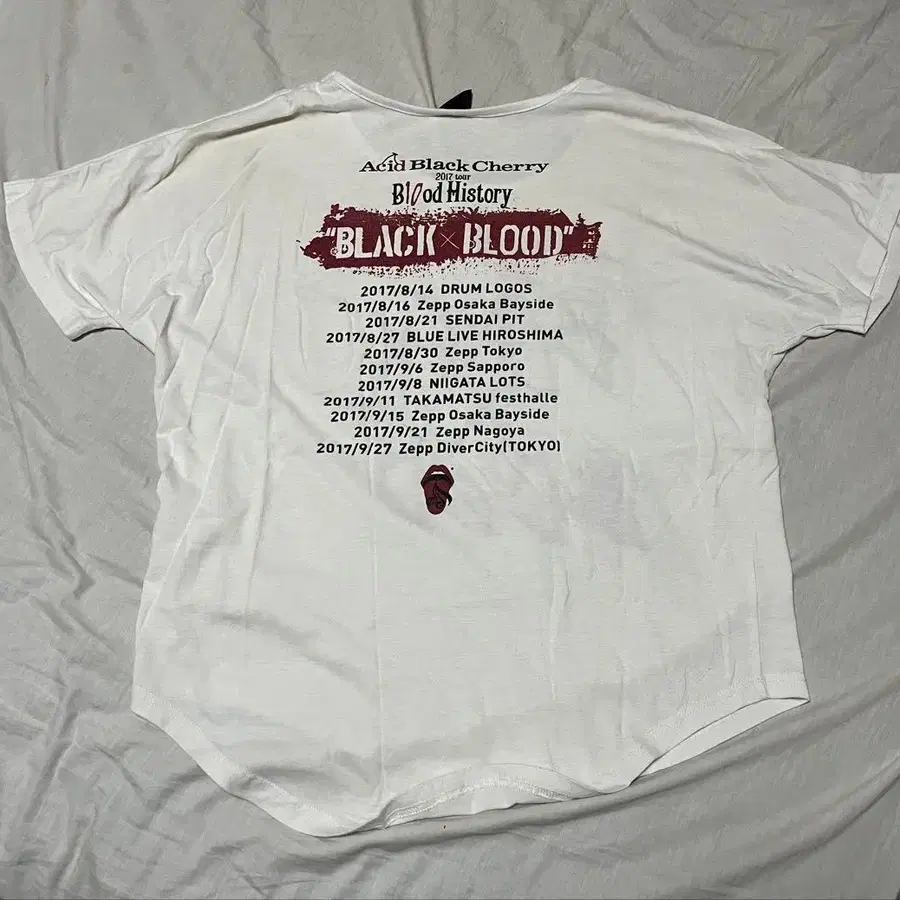 Acid Black Cherry
2017 tour
Bl00d History
"BLACK × BLOOD"
2017/8/14 DRUM LOGOS
2017/8/16 Zepp Osaka Bayside
2017/8/21 SENDAI PIT
2017/8/27 BLUE LIVE HIROSHIMA
2017/8/30 Zepp Tokyo
2017/9/6 Zepp Sapporo
2017/9/8 NIIGATA LOTS
2017/9/11 TAKAMATSU festhalle
2017/9/15 Zepp Osaka Bayside
2017/9/21 Zepp Nagoya
2017/9/27 Zepp DiverCity(TOKYO)